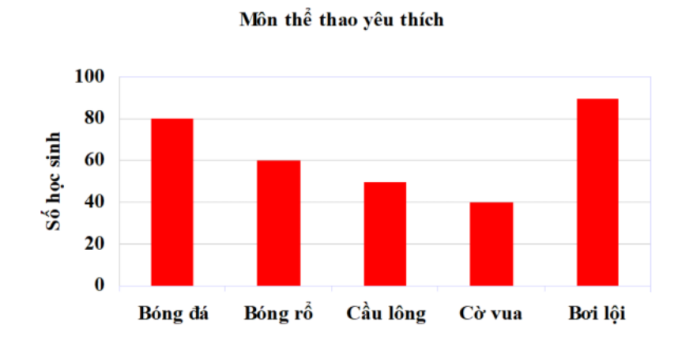 Môn thể thao yêu thích
Số học sinh
100
80
60
40
20
0
Bóng đá Bóng rổ Cầu lông Cờ vua Bơi lội